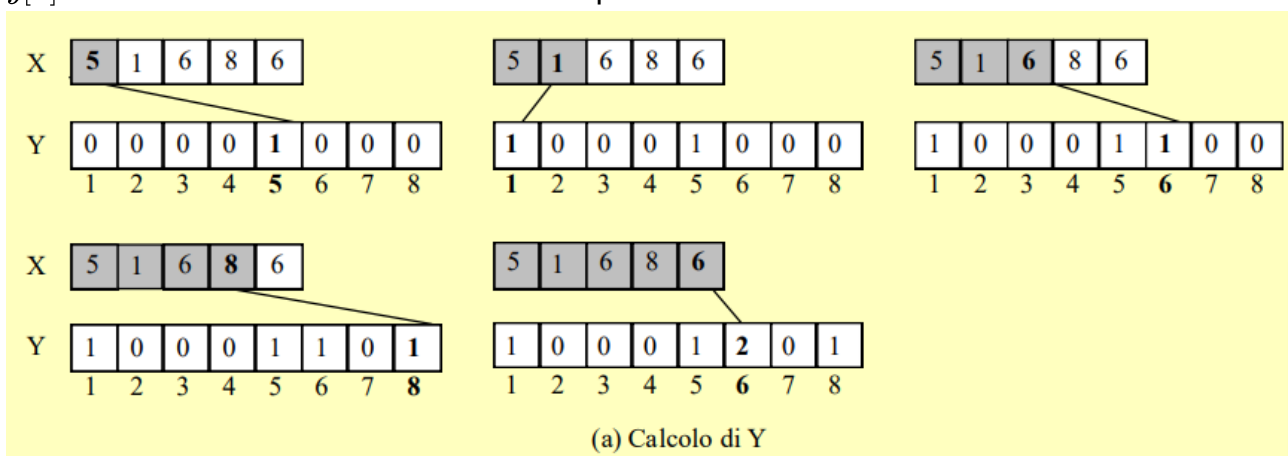 X 5 1 6 8 6 5 1 6 8 6 5 1 6 8 6
Y 0 0 0 0 1 0 0 0 1 0 0 0 1 0 0 0 1 0 0 0 1 1 0 0
1 2 3 4 5 6 7 8 1 2 3 4 5 6 7 8 1 2 3 4 5 6 7 8
X 5 1 6 8 6 5 1 6 8 6
Y 1 0 0 0 1 1 0 1 1 0 0 0 1 2 0 1
1 2 3 4 5 6 7 8 1 2 3 4 5 6 7 8
(a) Calcolo di Y